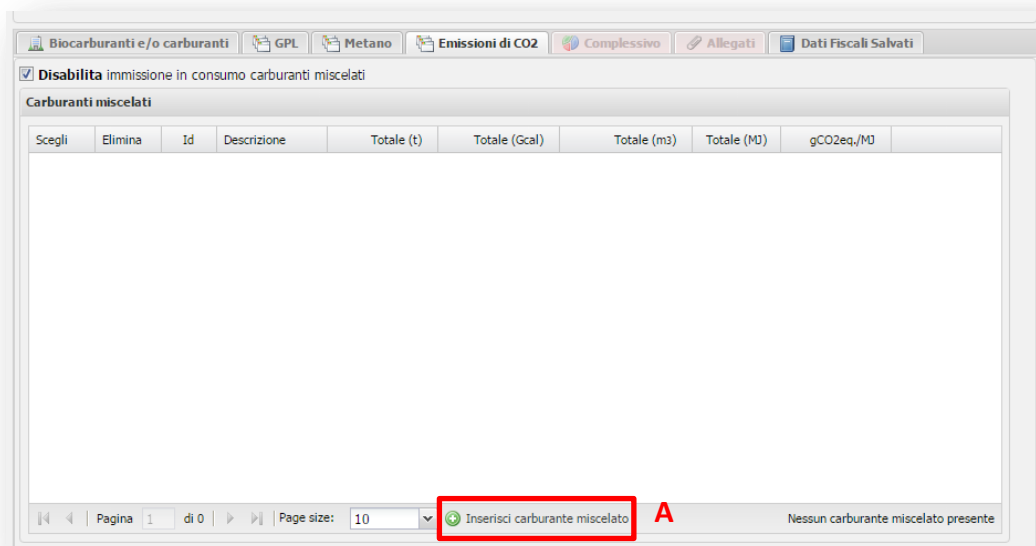 Biocarburanti e/o carburanti GPL Metano Emissioni di CO2 Complessivo Allegati Dati Fiscali Salvati
Disabilita immissione in consumo carburanti miscelati
Carburanti miscelati
Scegli Elimina Id Descrizione Totale (t) Totale (Gcal) Totale (m3) Totale (MJ) gCO2eq./MJ
Pagina 1 di 0 Page size: 10 Inserisci carburante miscelato A Nessun carburante miscelato presente